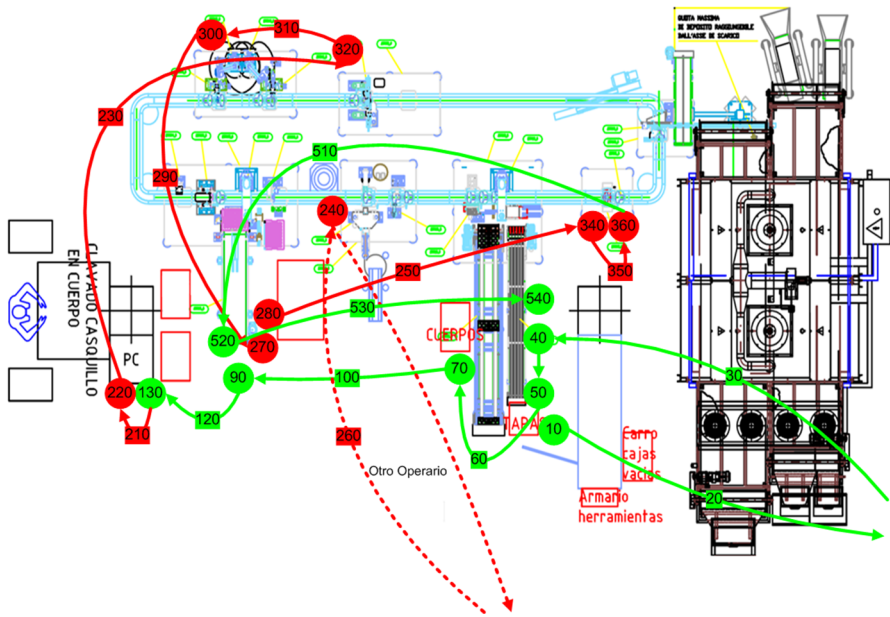 QUOTA MASSIMA
DI DEPOSITO RAGGIUNGIBILE
DALL'ASSE DI SCARICO
300
310
320
230
510
290
240
340
360
350
250
CLAVADO CASQUILLO
EN CUERPO
PC
280
530
540
CUERPOS
520
270
40
70
90
100
30
220
130
120
50
210
10
TAPAS
260
60
Otro Operario
20
Carro
cajas
vacias
Armario
herramientas